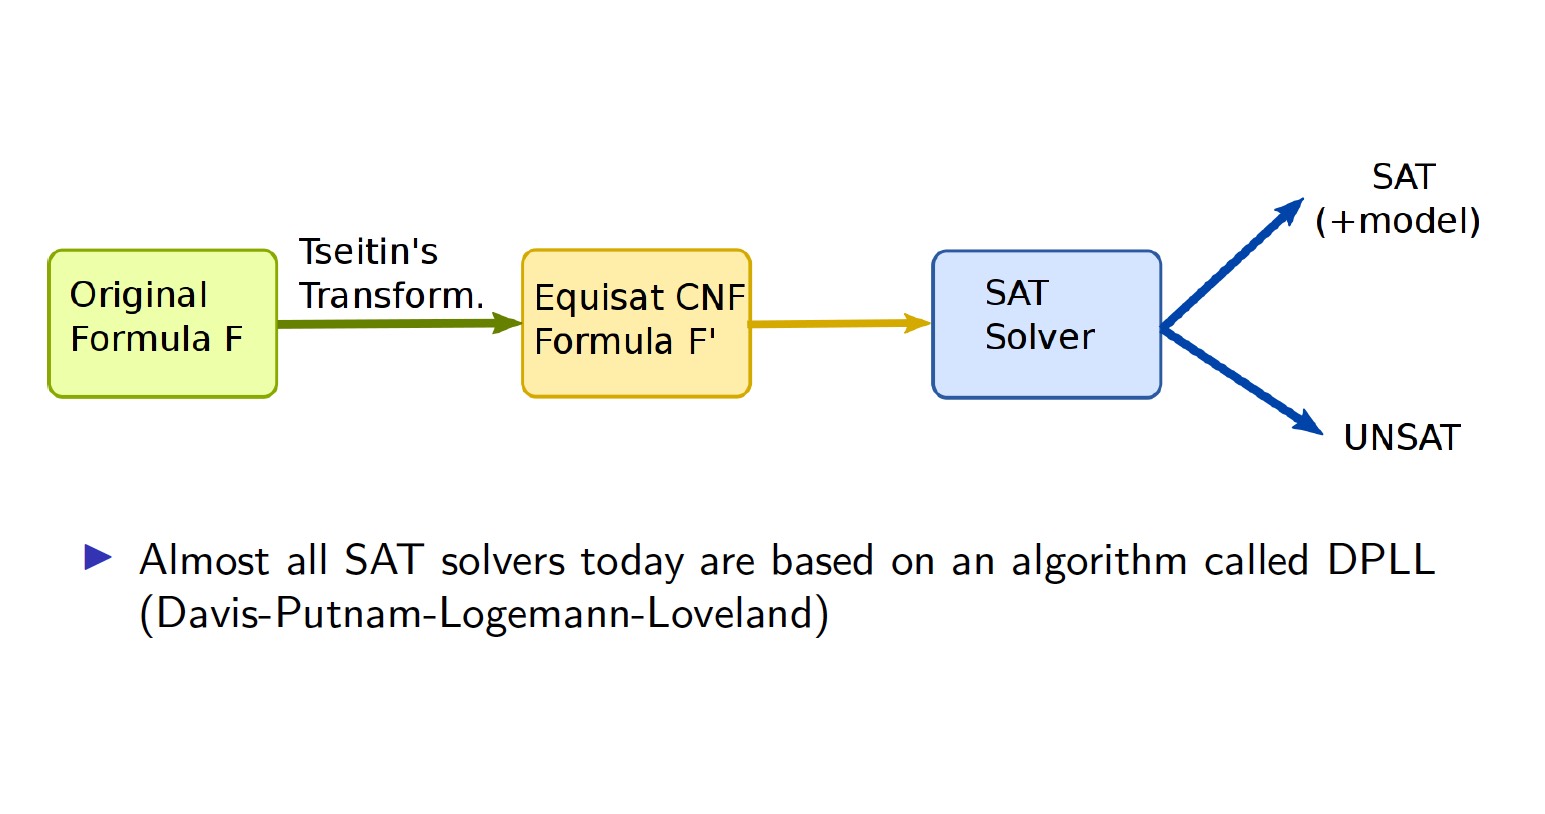 Original
Formula F
Tseitin's
Transform.
Equisat CNF
Formula F'
SAT
Solver
SAT
(+model)
UNSAT
Almost all SAT solvers today are based on an algorithm called DPLL
(Davis-Putnam-Logemann-Loveland)